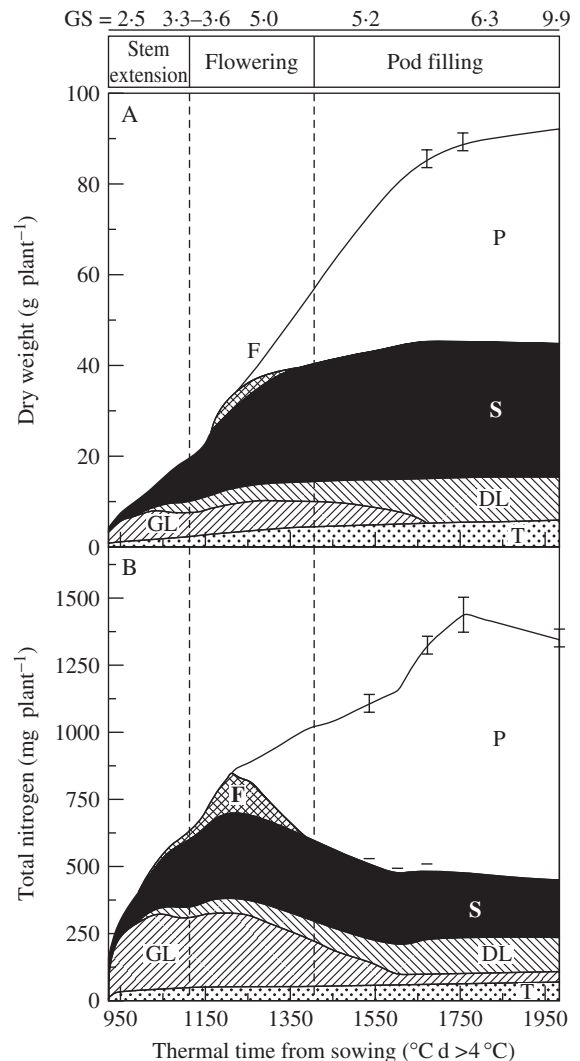 GS = 2·5 3·3–3·6 5·0 5·2 6·3 9·9
Stem extension Flowering Pod filling
100
A
80
P
60
Dry weight (g plant⁻¹)
F
40
S
20
DL
GL
T
0
B
1500
1250
P
1000
Total nitrogen (mg plant⁻¹)
750
F
500
S
250
GL
DL
T
0
950 1150 1350 1550 1750 1950
Thermal time from sowing (°C d >4 °C)